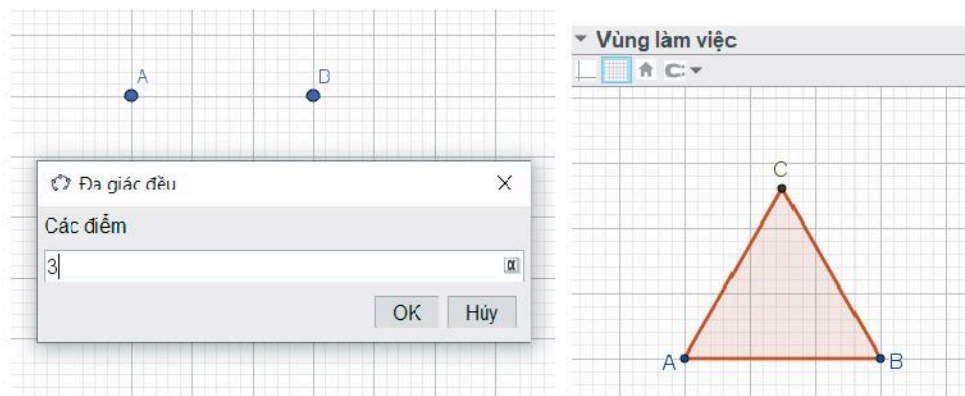 A
B
Đa giác đều
Các điểm
3
α
OK
Hủy
Vùng làm việc
C
A
B